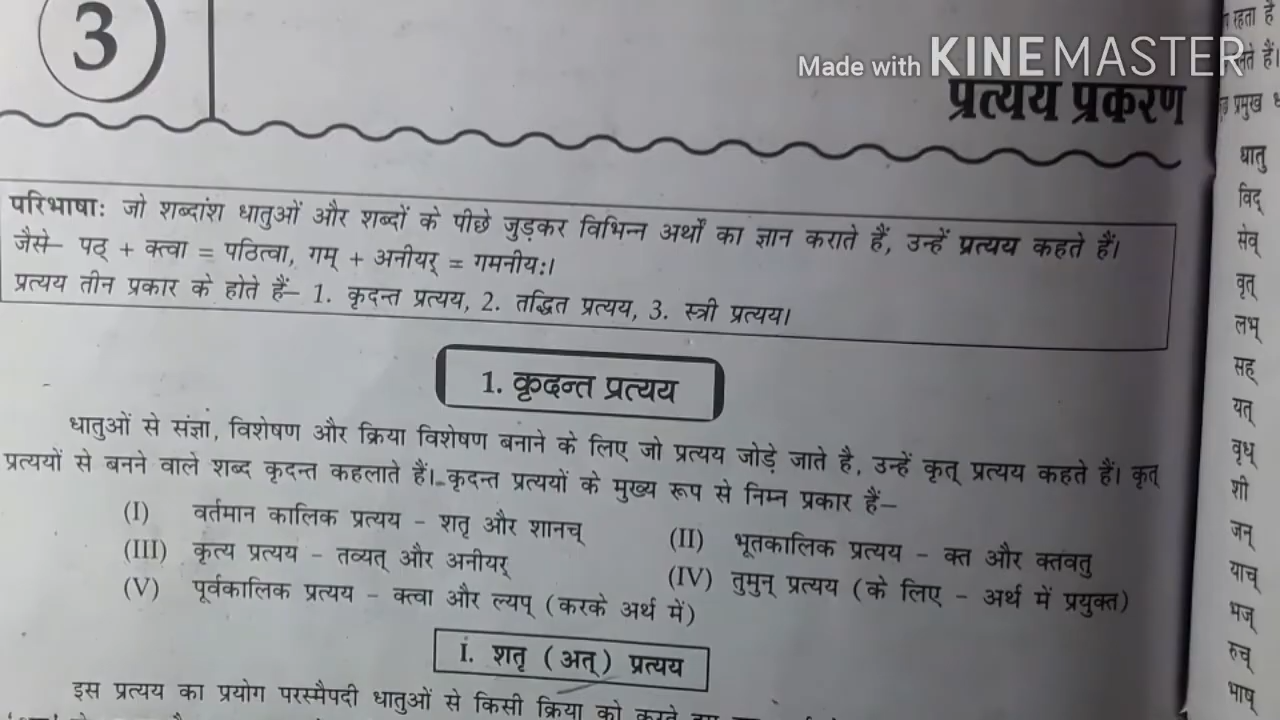 3
Made with KINEMASTER
प्रत्यय प्रकरण
परिभाषाः जो शब्दांश धातुओं और शब्दों के पीछे जुड़कर विभिन्न अर्थों का ज्ञान कराते हैं, उन्हें प्रत्यय कहते हैं।
जैसे– पठ् + क्त्वा = पठित्वा, गम् + अनीयर् = गमनीयः।
प्रत्यय तीन प्रकार के होते हैं– 1. कृदन्त प्रत्यय, 2. तद्धित प्रत्यय, 3. स्त्री प्रत्यय।
1. कृदन्त प्रत्यय
धातुओं से संज्ञा, विशेषण और क्रिया विशेषण बनाने के लिए जो प्रत्यय जोड़े जाते है, उन्हें कृत् प्रत्यय कहते हैं। कृत्
प्रत्ययों से बनने वाले शब्द कृदन्त कहलाते हैं। कृदन्त प्रत्ययों के मुख्य रूप से निम्न प्रकार हैं–
(I) वर्तमान कालिक प्रत्यय - शतृ और शानच्
(II) भूतकालिक प्रत्यय - क्त और क्तवतु
(III) कृत्य प्रत्यय - तव्यत् और अनीयर्
(IV) तुमुन् प्रत्यय (के लिए - अर्थ में प्रयुक्त)
(V) पूर्वकालिक प्रत्यय - क्त्वा और ल्यप् (करके अर्थ में)
I. शतृ (अत्) प्रत्यय
इस प्रत्यय का प्रयोग परस्मैपदी धातुओं से किसी क्रिया को करते
रहता है
हैं।
प्रमुख
धातु
विद्
सेव्
वृत्
लभ्
सह्
यत्
वृध्
शी
जन्
याच्
भज्
रुच्
भाष्